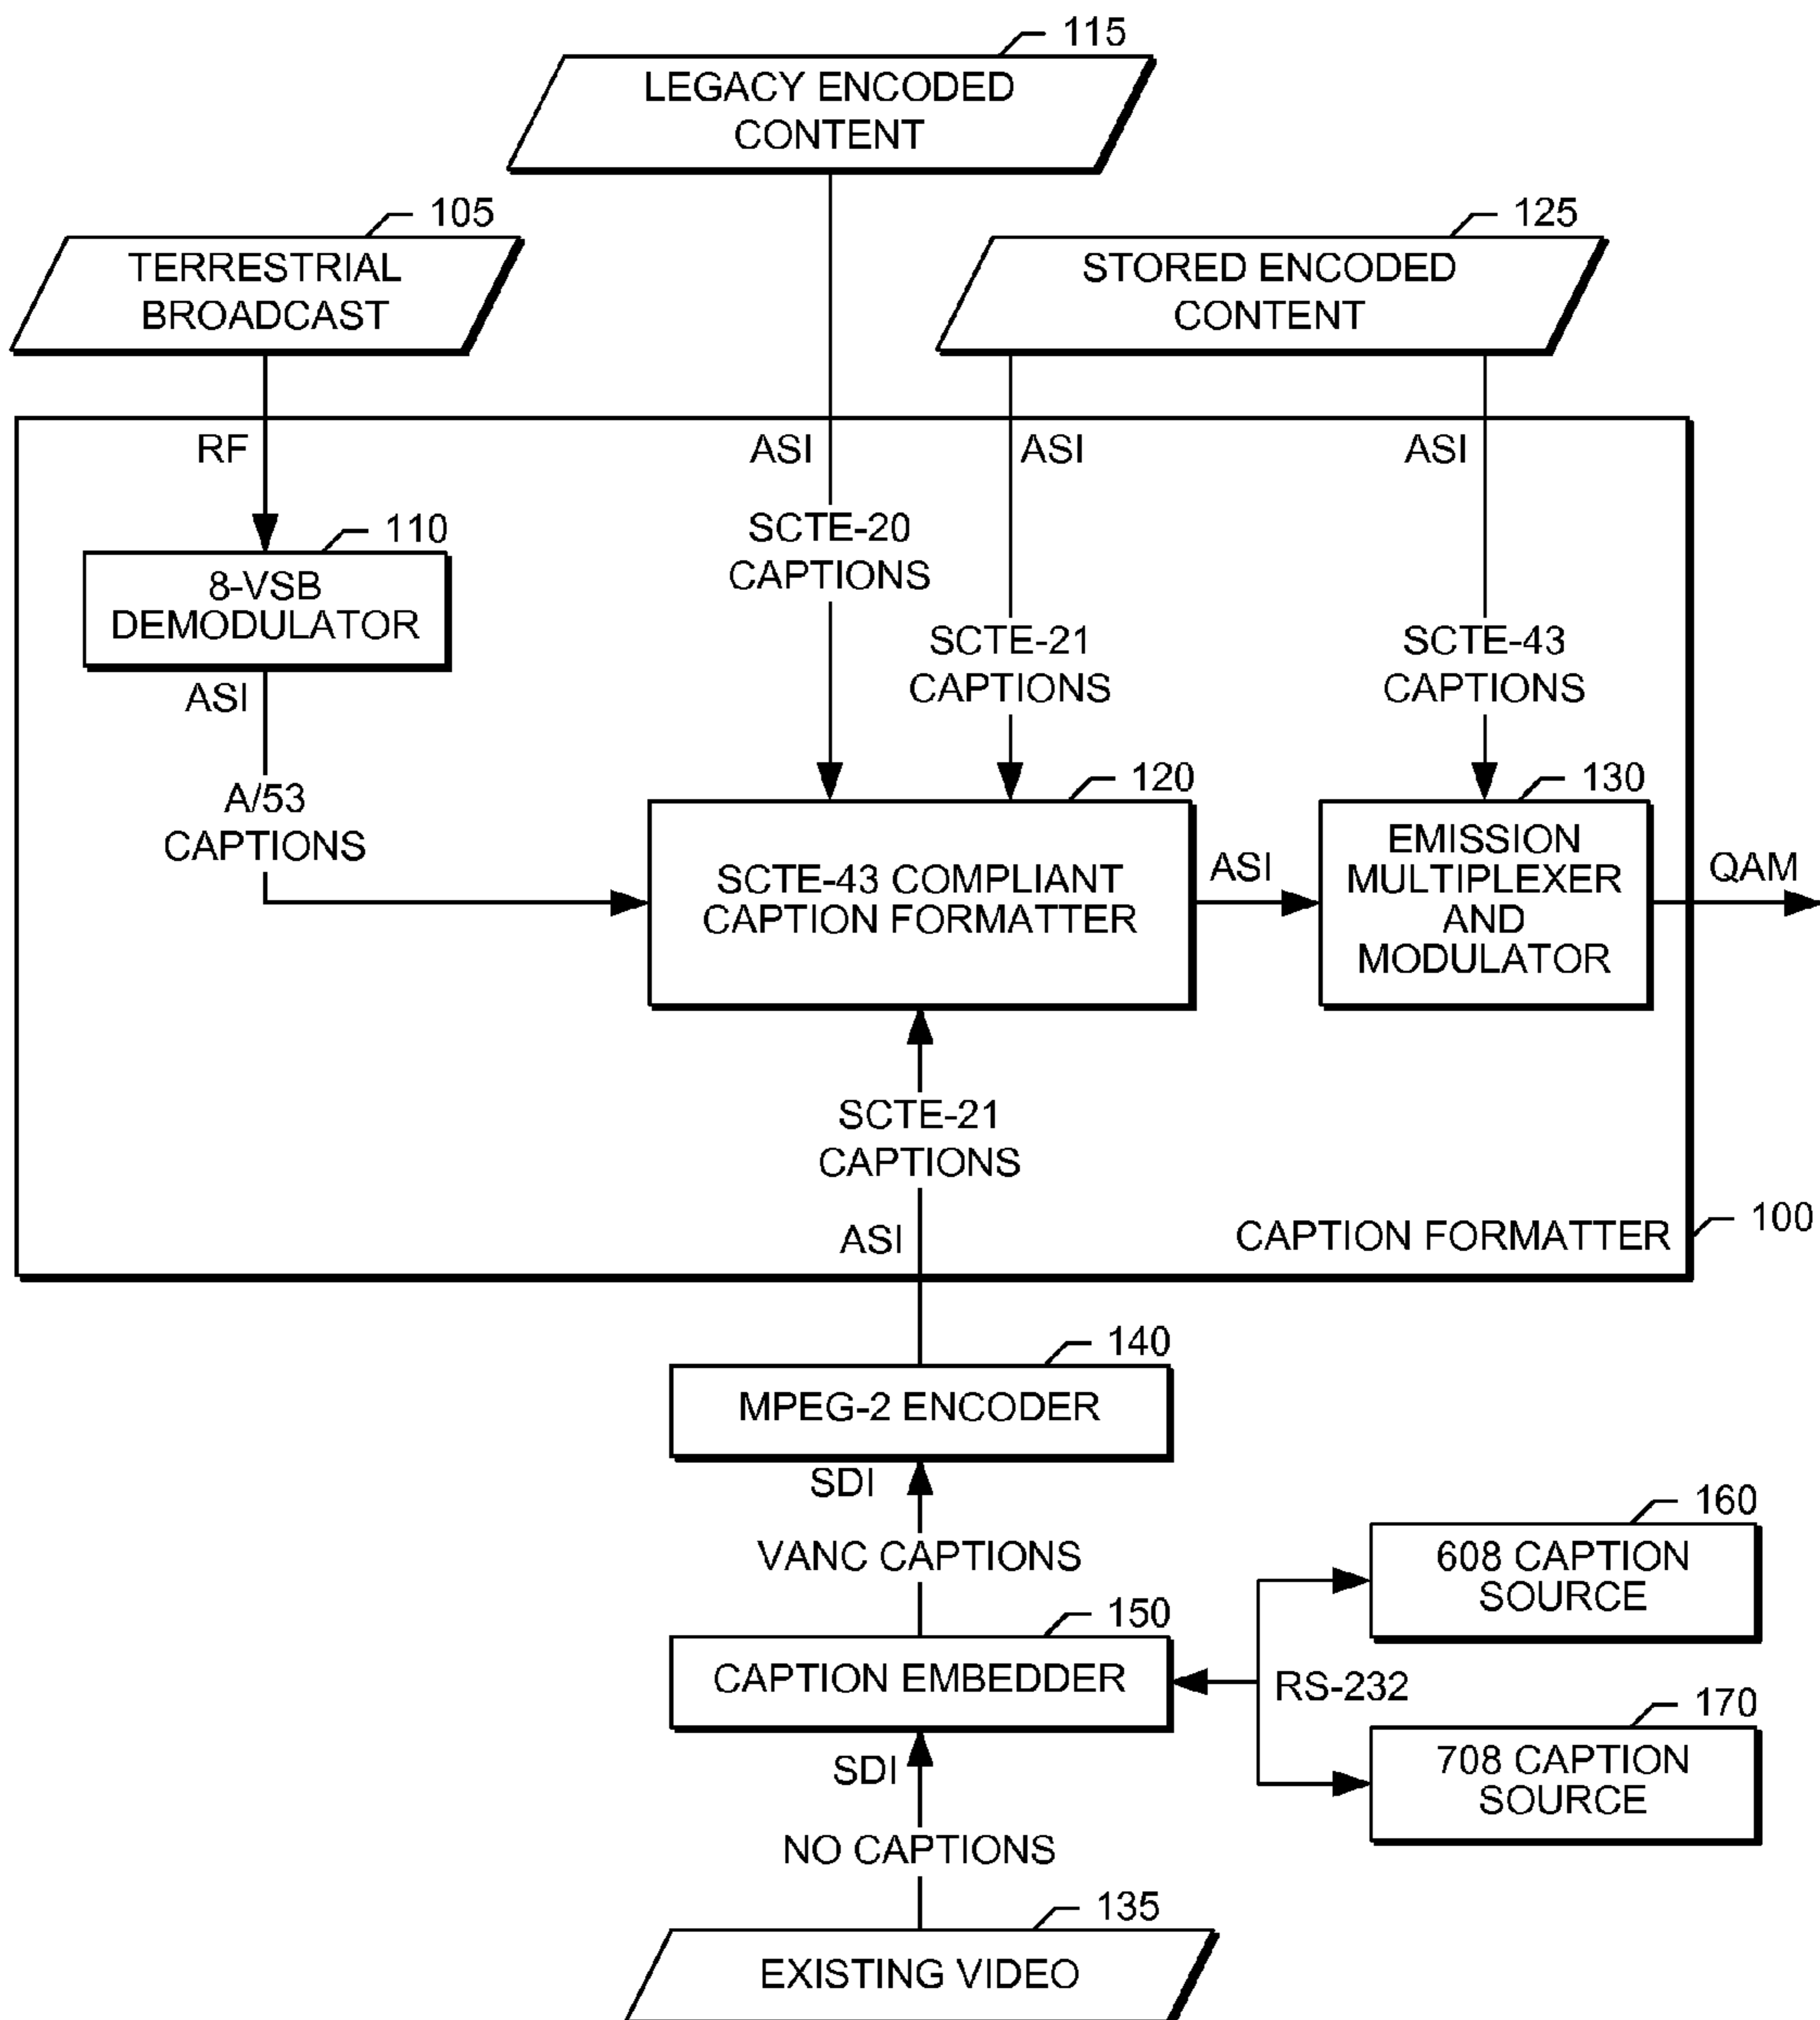 115
LEGACY ENCODED
CONTENT
105
TERRESTRIAL
BROADCAST
125
STORED ENCODED
CONTENT
RF
ASI
ASI
ASI
SCTE-20
CAPTIONS
110
8-VSB
DEMODULATOR
SCTE-21
CAPTIONS
SCTE-43
CAPTIONS
ASI
A/53
CAPTIONS
120
SCTE-43 COMPLIANT
CAPTION FORMATTER
ASI
130
EMISSION
MULTIPLEXER
AND
MODULATOR
QAM
SCTE-21
CAPTIONS
ASI
CAPTION FORMATTER
100
140
MPEG-2 ENCODER
SDI
VANC CAPTIONS
160
608 CAPTION
SOURCE
150
CAPTION EMBEDDER
RS-232
170
708 CAPTION
SOURCE
SDI
NO CAPTIONS
135
EXISTING VIDEO